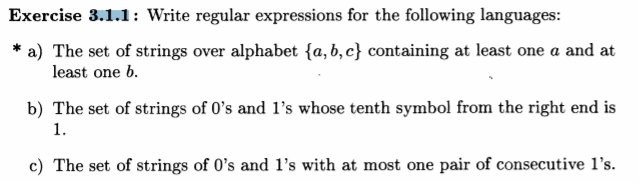 Exercise 3.1.1: Write regular expressions for the following languages:
* a) The set of strings over alphabet {a, b, c} containing at least one a and at
least one b.
b) The set of strings of 0's and 1's whose tenth symbol from the right end is
1.
c) The set of strings of 0's and 1's with at most one pair of consecutive 1's.